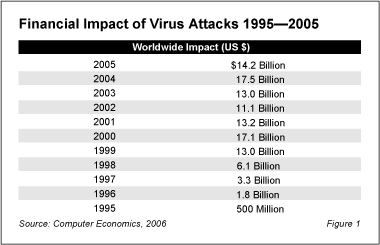 Financial Impact of Virus Attacks 1995—2005
Worldwide Impact (US $)
2005 $14.2 Billion
2004 17.5 Billion
2003 13.0 Billion
2002 11.1 Billion
2001 13.2 Billion
2000 17.1 Billion
1999 13.0 Billion
1998 6.1 Billion
1997 3.3 Billion
1996 1.8 Billion
1995 500 Million
Source: Computer Economics, 2006 Figure 1